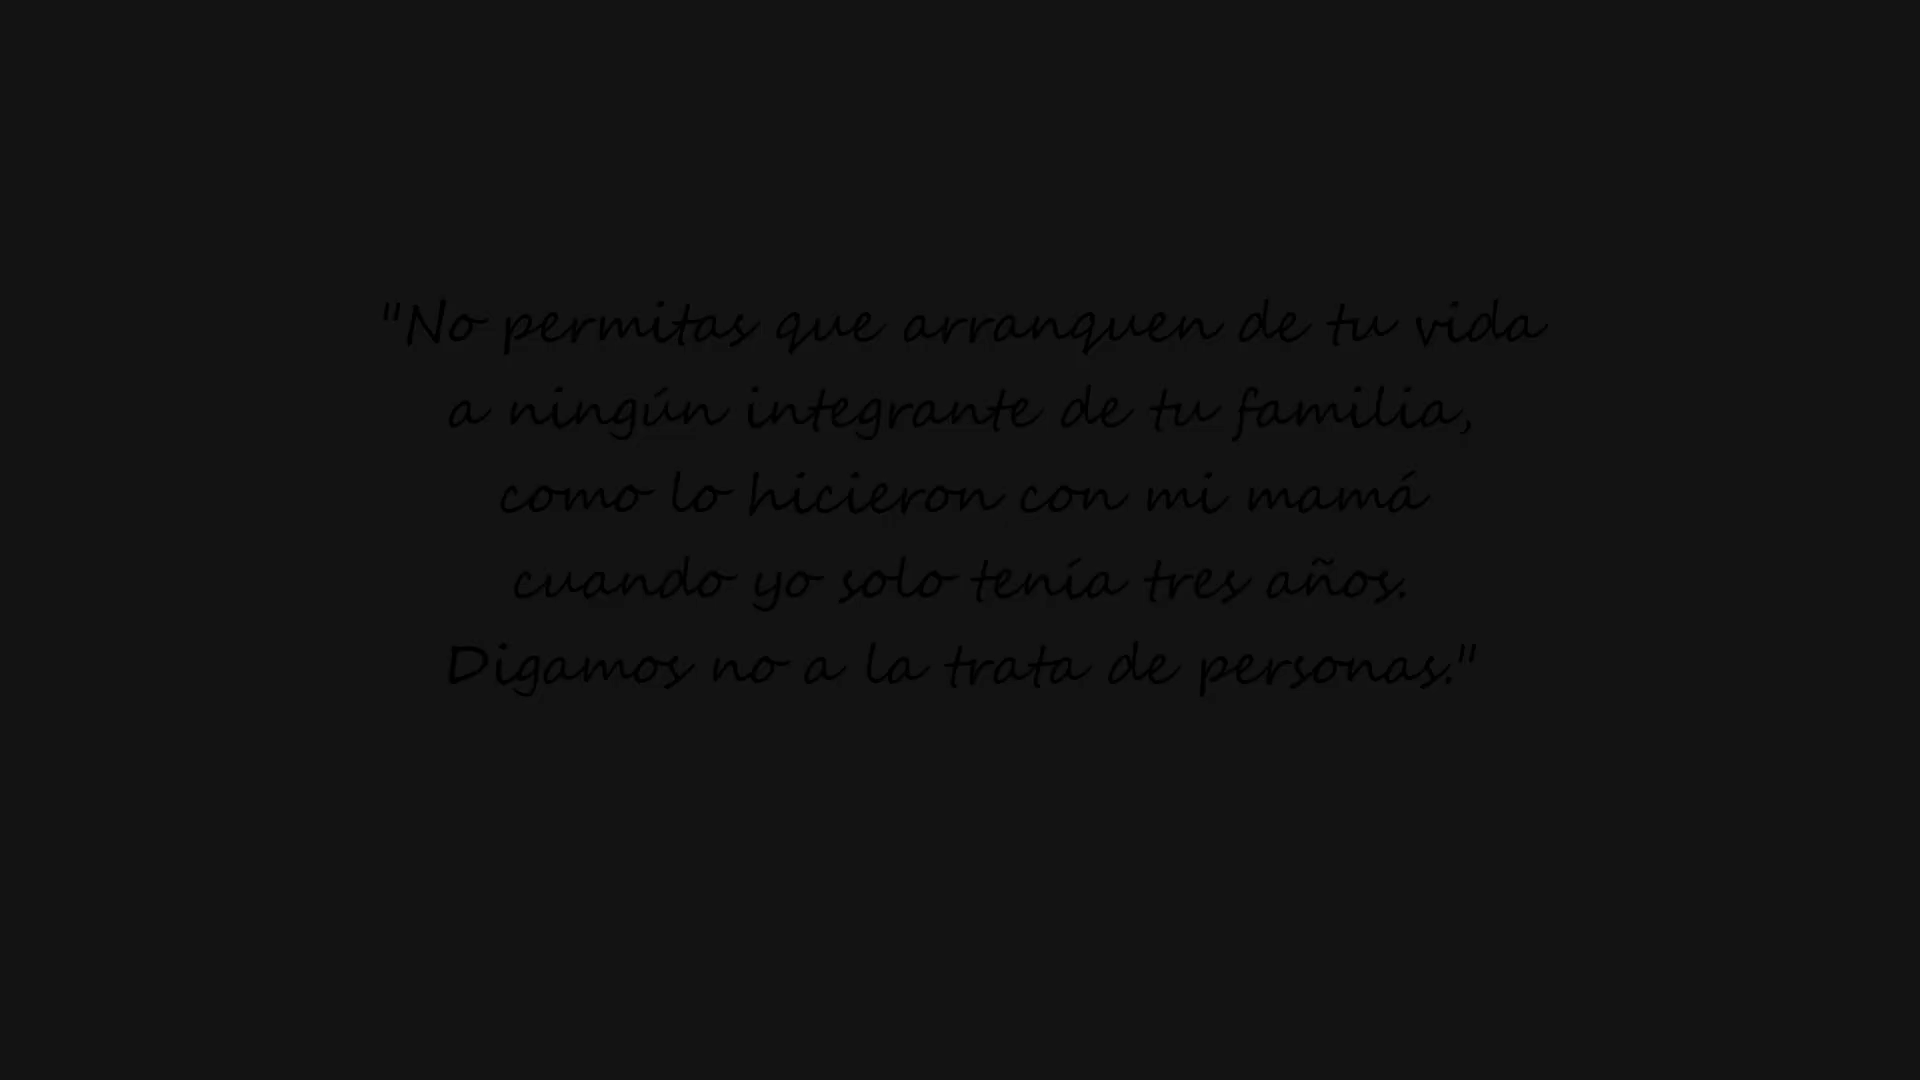 "No permitas que arranquen de tu vida
a ningún integrante de tu familia,
como lo hicieron con mi mamá
cuando yo solo tenía tres años.
Digamos no a la trata de personas."